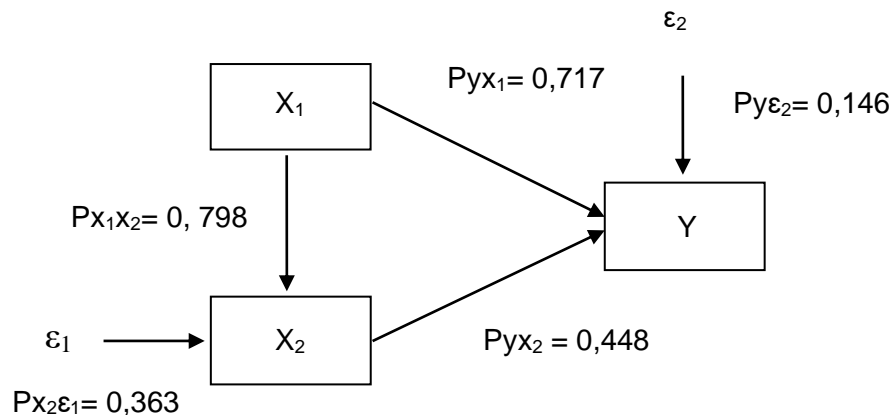 ε₂
Pyx₁= 0,717
X₁
Pyε₂= 0,146
Px₁x₂= 0, 798
Y
ε₁
X₂
Pyx₂ = 0,448
Px₂ε₁= 0,363